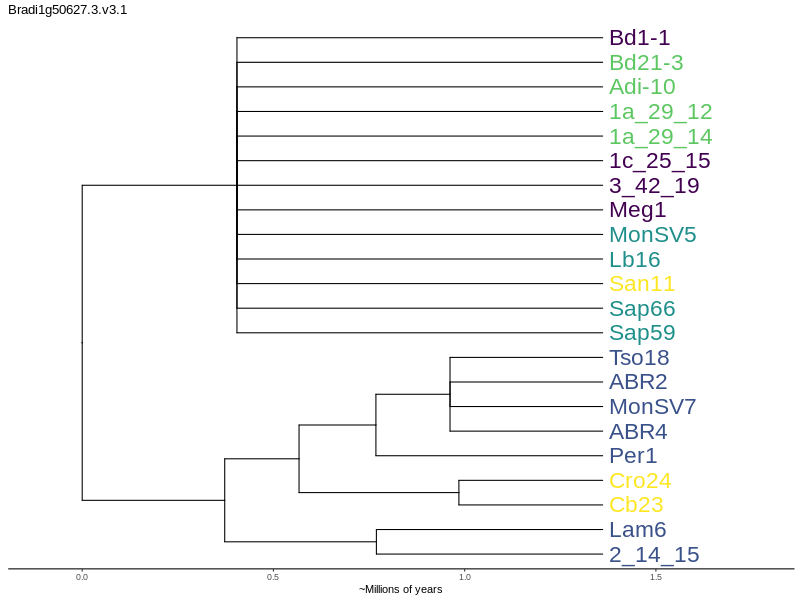 Bradi1g50627.3.v3.1
Bd1-1
Bd21-3
Adi-10
1a_29_12
1a_29_14
1c_25_15
3_42_19
Meg1
MonSV5
Lb16
San11
Sap66
Sap59
Tso18
ABR2
MonSV7
ABR4
Per1
Cro24
Cb23
Lam6
2_14_15
0.0 0.5 1.0 1.5
~Millions of years